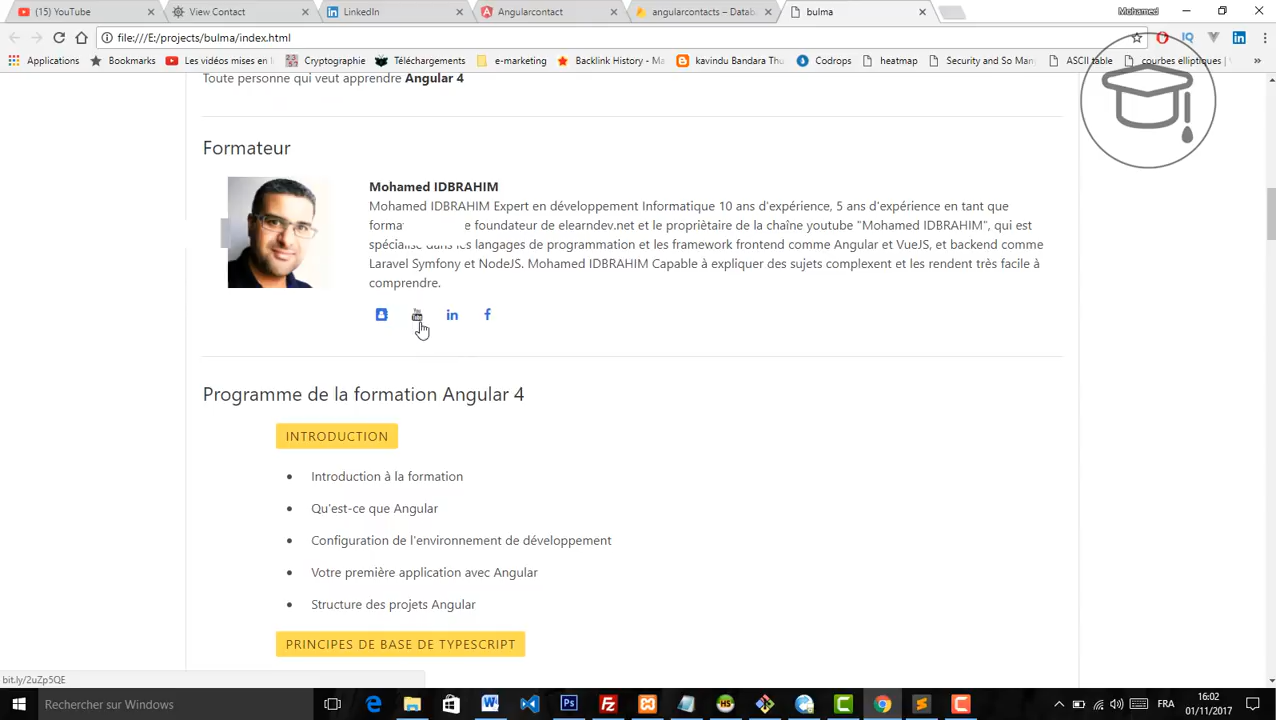 (15) YouTube
View Contact
LinkedIn
Angularcontact
angularcontacts – Datab
bulma
Mohamed
file:///E:/projects/bulma/index.html
Applications
Bookmarks
Les vidéos mises en l
Cryptographie
Téléchargements
e-marketing
Backlink History - Ma
kavindu Bandara Thu
Codrops
heatmap
Security and So Man
ASCII table
courbes elliptiques
Toute personne qui veut apprendre Angular 4
Formateur
Mohamed IDBRAHIM
Mohamed IDBRAHIM Expert en développement Informatique 10 ans d'expérience, 5 ans d'expérience en tant que
forma e foundateur de elearndev.net et le propriètaire de la chaîne youtube "Mohamed IDBRAHIM", qui est
spécialisé dans les langages de programmation et les framework frontend comme Angular et VueJS, et backend comme
Laravel Symfony et NodeJS. Mohamed IDBRAHIM Capable à expliquer des sujets complexent et les rendent très facile à
comprendre.
Programme de la formation Angular 4
INTRODUCTION
Introduction à la formation
Qu'est-ce que Angular
Configuration de l'environnement de développement
Votre première application avec Angular
Structure des projets Angular
PRINCIPES DE BASE DE TYPESCRIPT
bit.ly/2uZp5QE
Rechercher sur Windows
FRA
16:02
01/11/2017